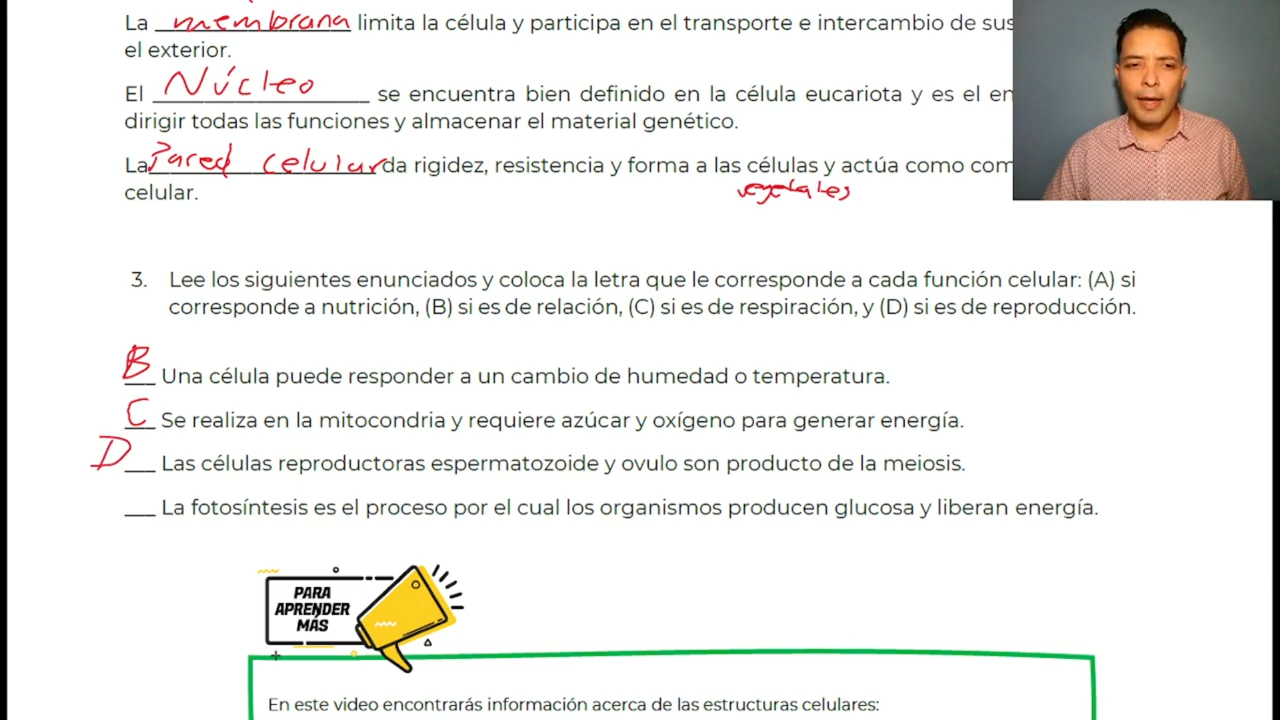 La membrana limita la célula y participa en el transporte e intercambio de sus
el exterior.
El Núcleo se encuentra bien definido en la célula eucariota y es el en
dirigir todas las funciones y almacenar el material genético.
La Pared celular da rigidez, resistencia y forma a las células y actúa como com
vegetales
celular.
3. Lee los siguientes enunciados y coloca la letra que le corresponde a cada función celular: (A) si
corresponde a nutrición, (B) si es de relación, (C) si es de respiración, y (D) si es de reproducción.
B Una célula puede responder a un cambio de humedad o temperatura.
C Se realiza en la mitocondria y requiere azúcar y oxígeno para generar energía.
D Las células reproductoras espermatozoide y ovulo son producto de la meiosis.
___ La fotosíntesis es el proceso por el cual los organismos producen glucosa y liberan energía.
PARA
APRENDER
MÁS
En este video encontrarás información acerca de las estructuras celulares: